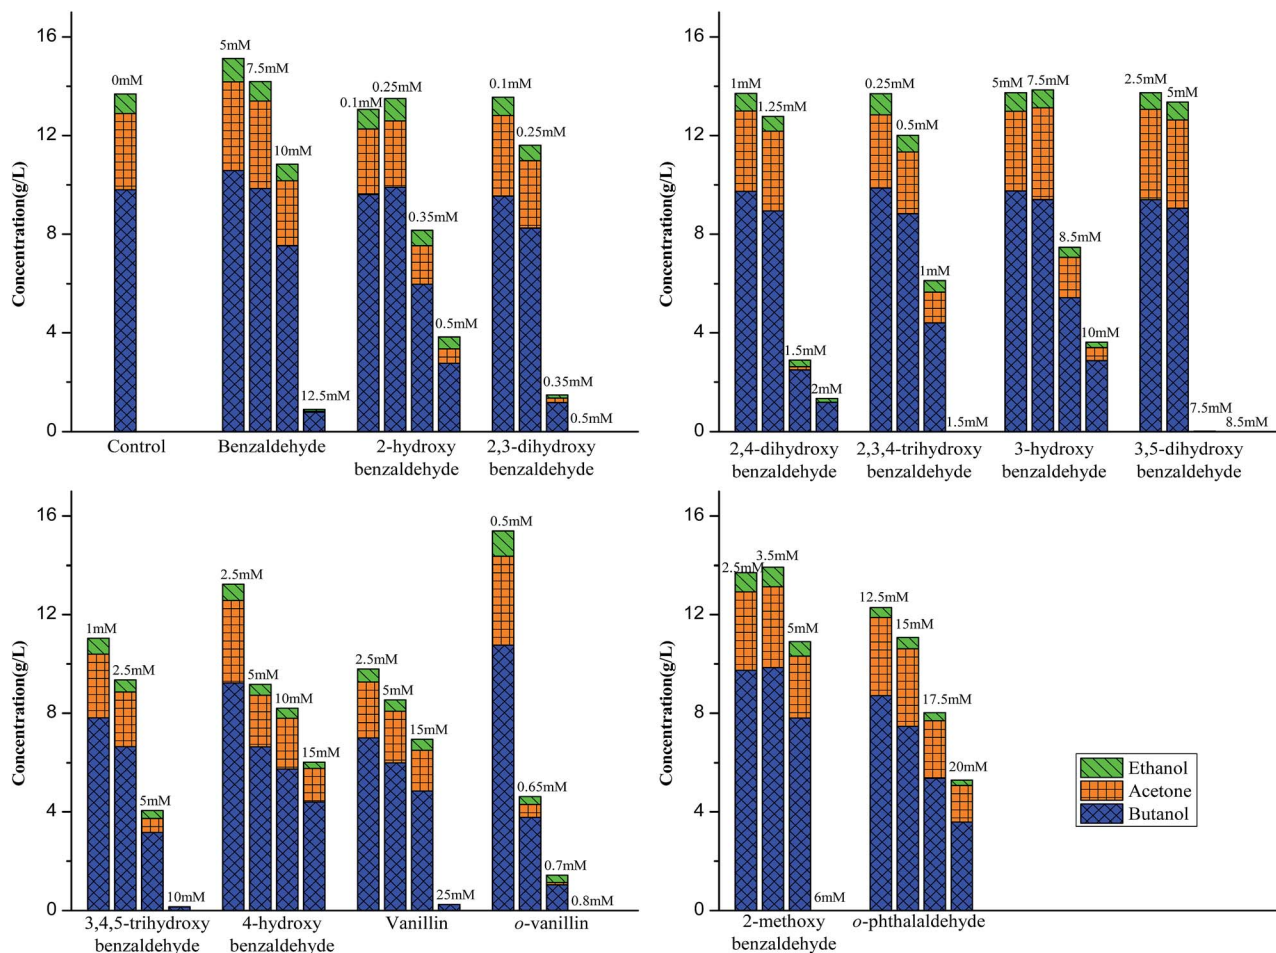 Concentration(g/L)
16
12
8
4
0
0mM
5mM
7.5mM
10mM
12.5mM
0.1mM
0.25mM
0.35mM
0.5mM
0.1mM
0.25mM
0.35mM
0.5mM
Control
Benzaldehyde
2-hydroxy
benzaldehyde
2,3-dihydroxy
benzaldehyde
Concentration(g/L)
16
12
8
4
0
1mM
1.25mM
1.5mM
2mM
0.25mM
0.5mM
1mM
1.5mM
5mM
7.5mM
8.5mM
10mM
2.5mM
5mM
7.5mM
8.5mM
2,4-dihydroxy
benzaldehyde
2,3,4-trihydroxy
benzaldehyde
3-hydroxy
benzaldehyde
3,5-dihydroxy
benzaldehyde
Concentration(g/L)
16
12
8
4
0
1mM
2.5mM
5mM
10mM
2.5mM
5mM
10mM
15mM
2.5mM
5mM
15mM
25mM
0.5mM
0.65mM
0.7mM
0.8mM
3,4,5-trihydroxy
benzaldehyde
4-hydroxy
benzaldehyde
Vanillin
o-vanillin
Concentration(g/L)
16
12
8
4
0
2.5mM
3.5mM
5mM
6mM
12.5mM
15mM
17.5mM
20mM
2-methoxy
benzaldehyde
o-phthalaldehyde
Ethanol
Acetone
Butanol